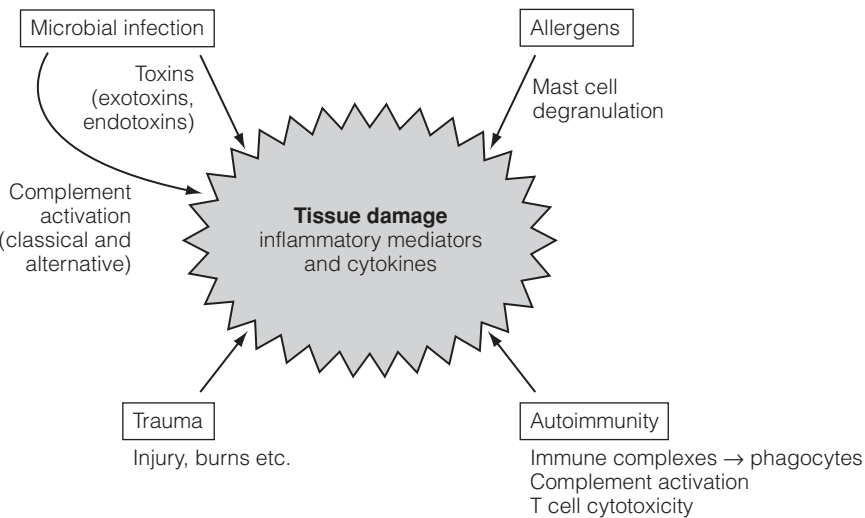 Microbial infection
Toxins
(exotoxins,
endotoxins)
Complement
activation
(classical and
alternative)
Allergens
Mast cell
degranulation
Tissue damage
inflammatory mediators
and cytokines
Trauma
Injury, burns etc.
Autoimmunity
Immune complexes → phagocytes
Complement activation
T cell cytotoxicity